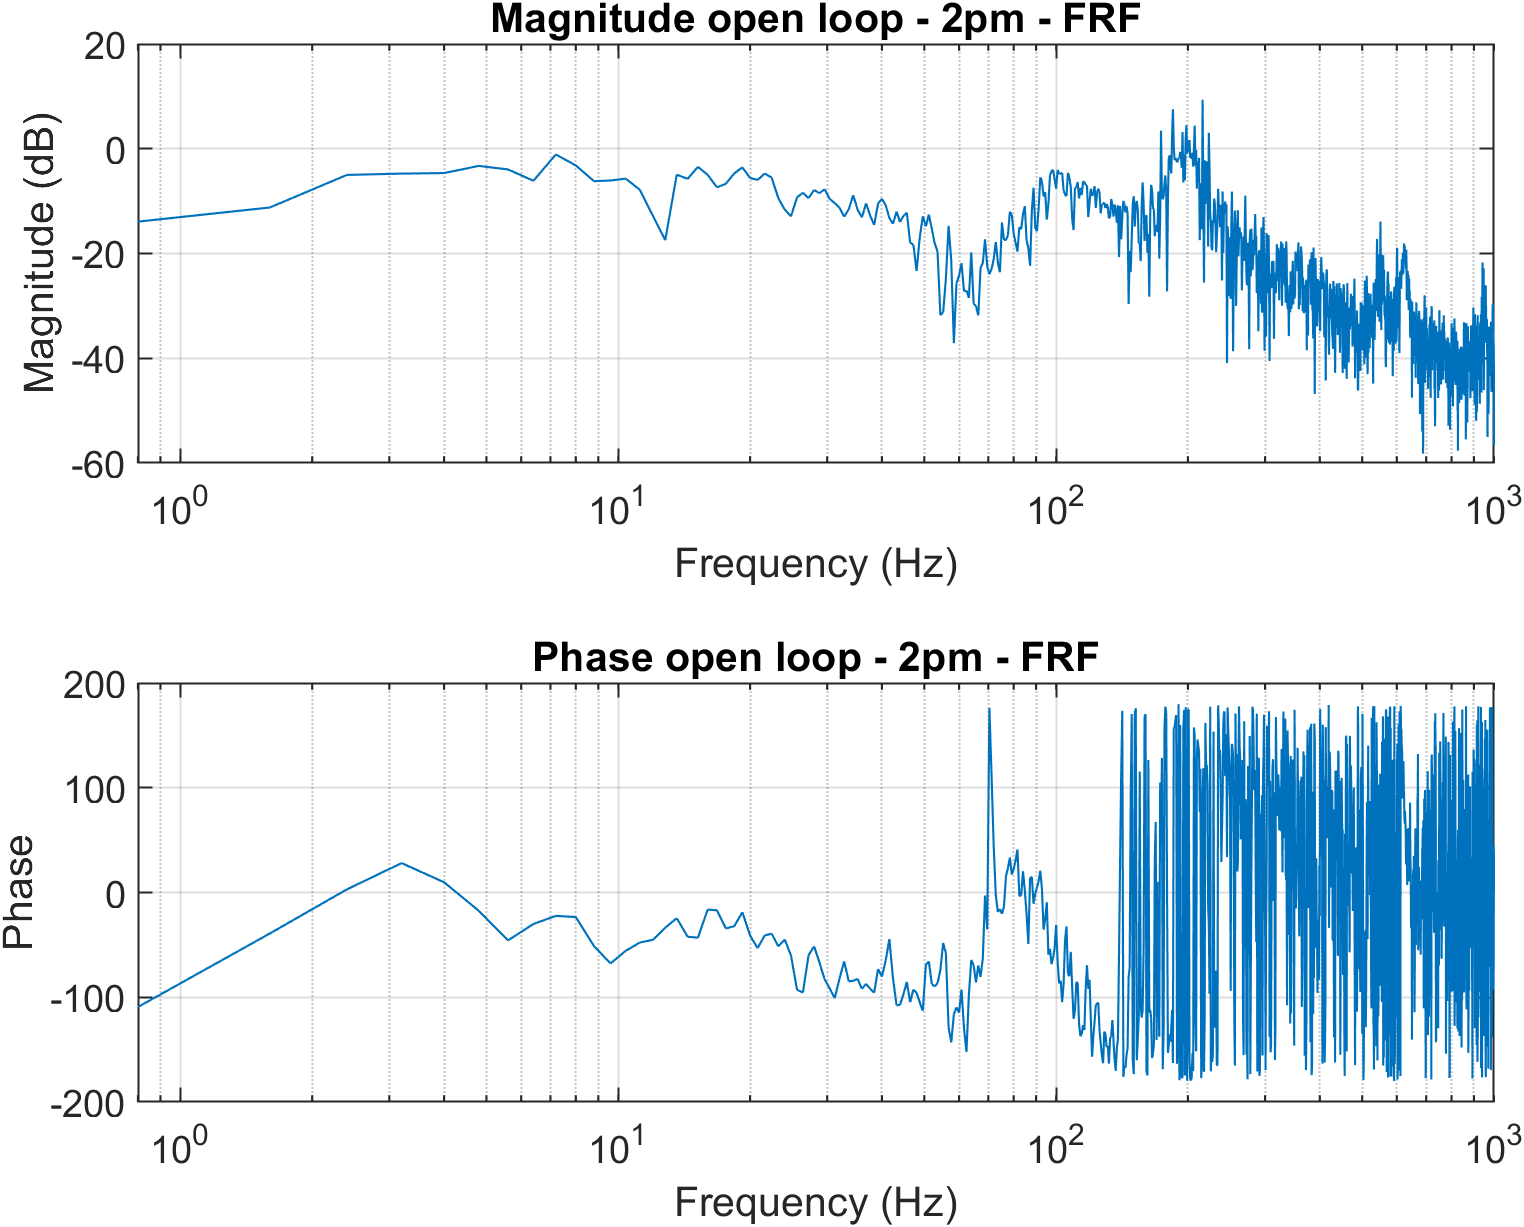 Magnitude open loop - 2pm - FRF
20
0
-20
-40
-60
Magnitude (dB)
10^0 10^1 10^2 10^3
Frequency (Hz)
Phase open loop - 2pm - FRF
200
100
0
-100
-200
Phase
10^0 10^1 10^2 10^3
Frequency (Hz)